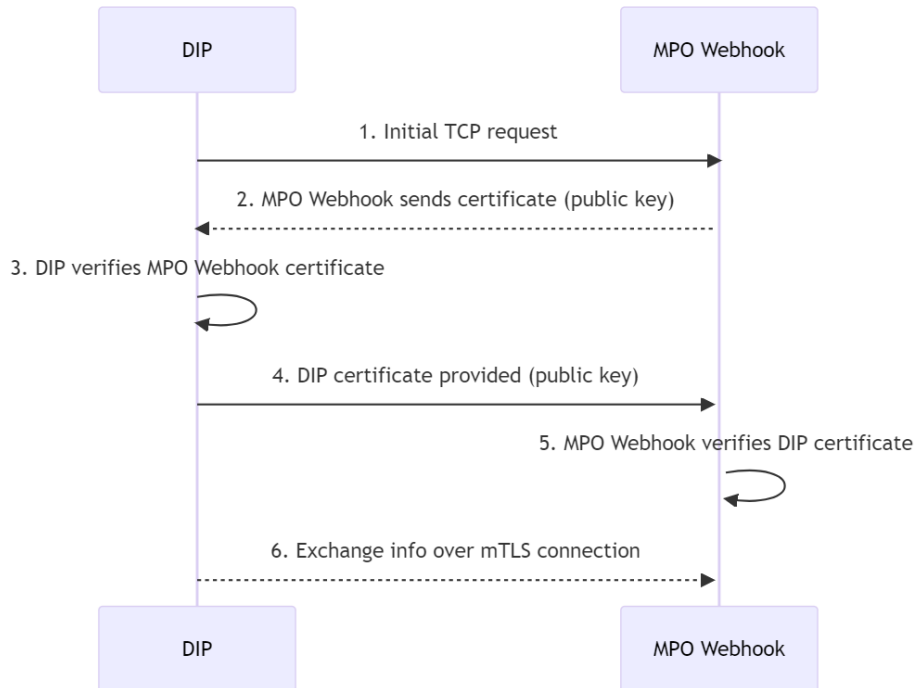 DIP
MPO Webhook
1. Initial TCP request
2. MPO Webhook sends certificate (public key)
3. DIP verifies MPO Webhook certificate
4. DIP certificate provided (public key)
5. MPO Webhook verifies DIP certificate
6. Exchange info over mTLS connection
DIP
MPO Webhook